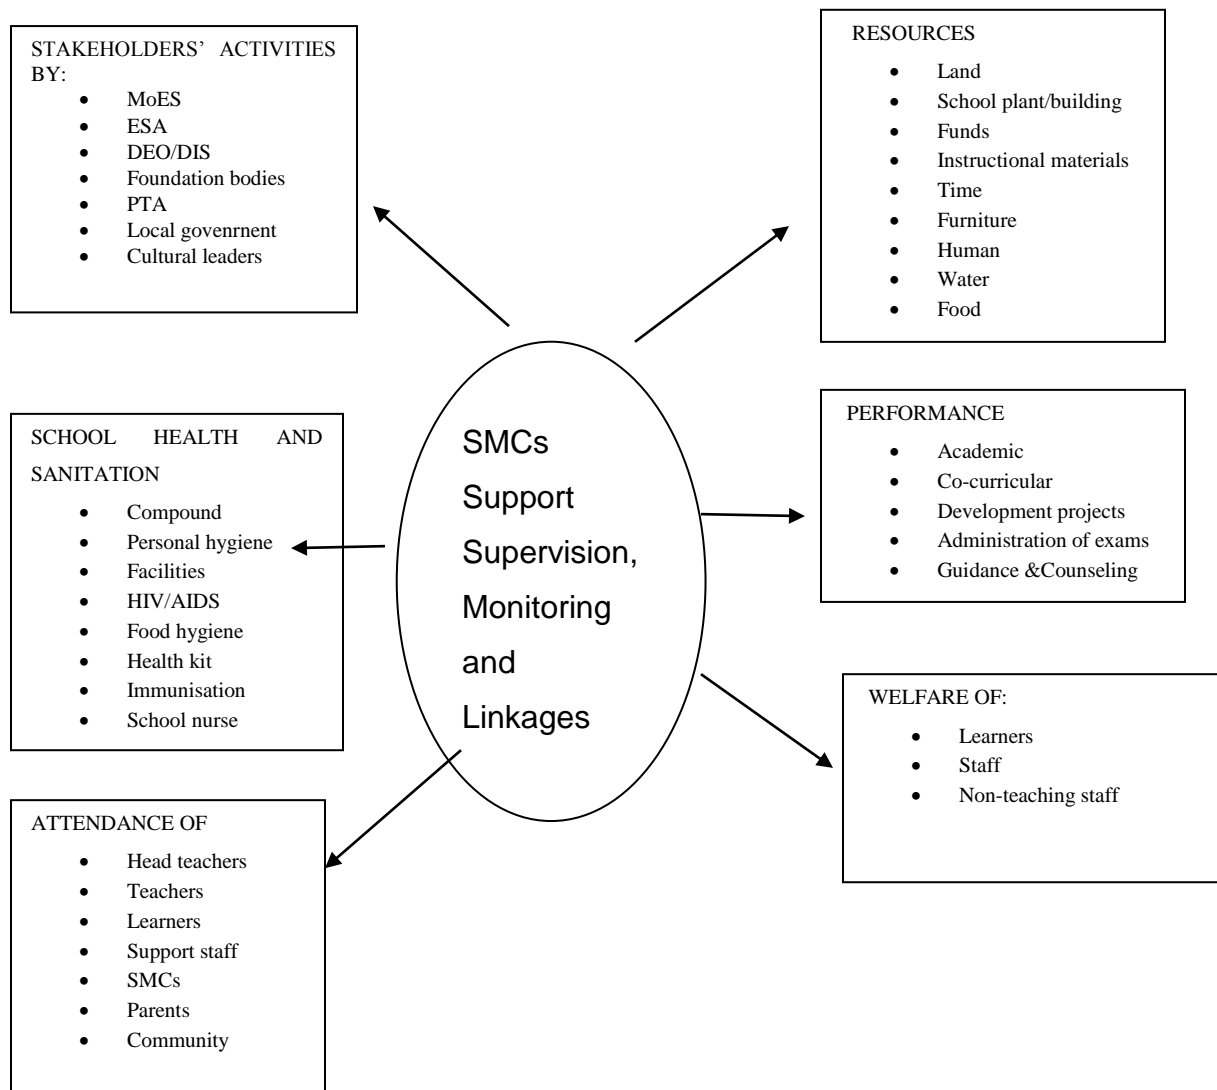 STAKEHOLDERS’ ACTIVITIES
BY:
• MoES
• ESA
• DEO/DIS
• Foundation bodies
• PTA
• Local govenrnent
• Cultural leaders
RESOURCES
• Land
• School plant/building
• Funds
• Instructional materials
• Time
• Furniture
• Human
• Water
• Food
SMCs
Support
Supervision,
Monitoring
and
Linkages
SCHOOL HEALTH AND
SANITATION
• Compound
• Personal hygiene
• Facilities
• HIV/AIDS
• Food hygiene
• Health kit
• Immunisation
• School nurse
PERFORMANCE
• Academic
• Co-curricular
• Development projects
• Administration of exams
• Guidance &Counseling
WELFARE OF:
• Learners
• Staff
• Non-teaching staff
ATTENDANCE OF
• Head teachers
• Teachers
• Learners
• Support staff
• SMCs
• Parents
• Community